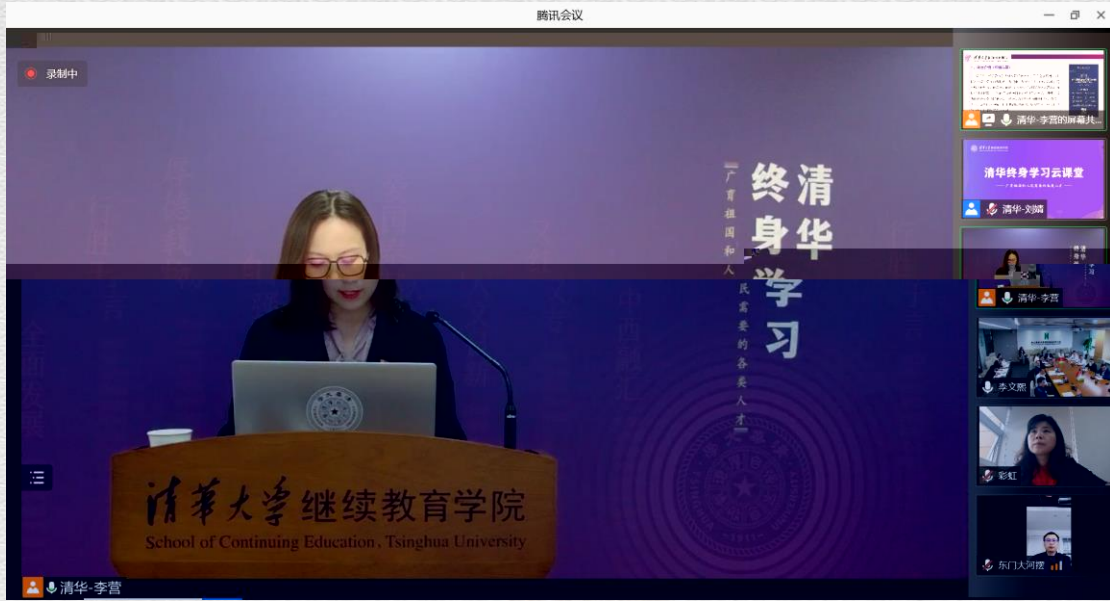 腾讯会议
录制中
清华
终身学习
『广育祖国和人民需要的各类人才』
清華大学继续教育学院
School of Continuing Education, Tsinghua University
清华-李营
清华-李营的屏幕共...
清华终身学习云课堂
清华-刘婧
清华-李营
李文熙
彩虹
东门大河摆